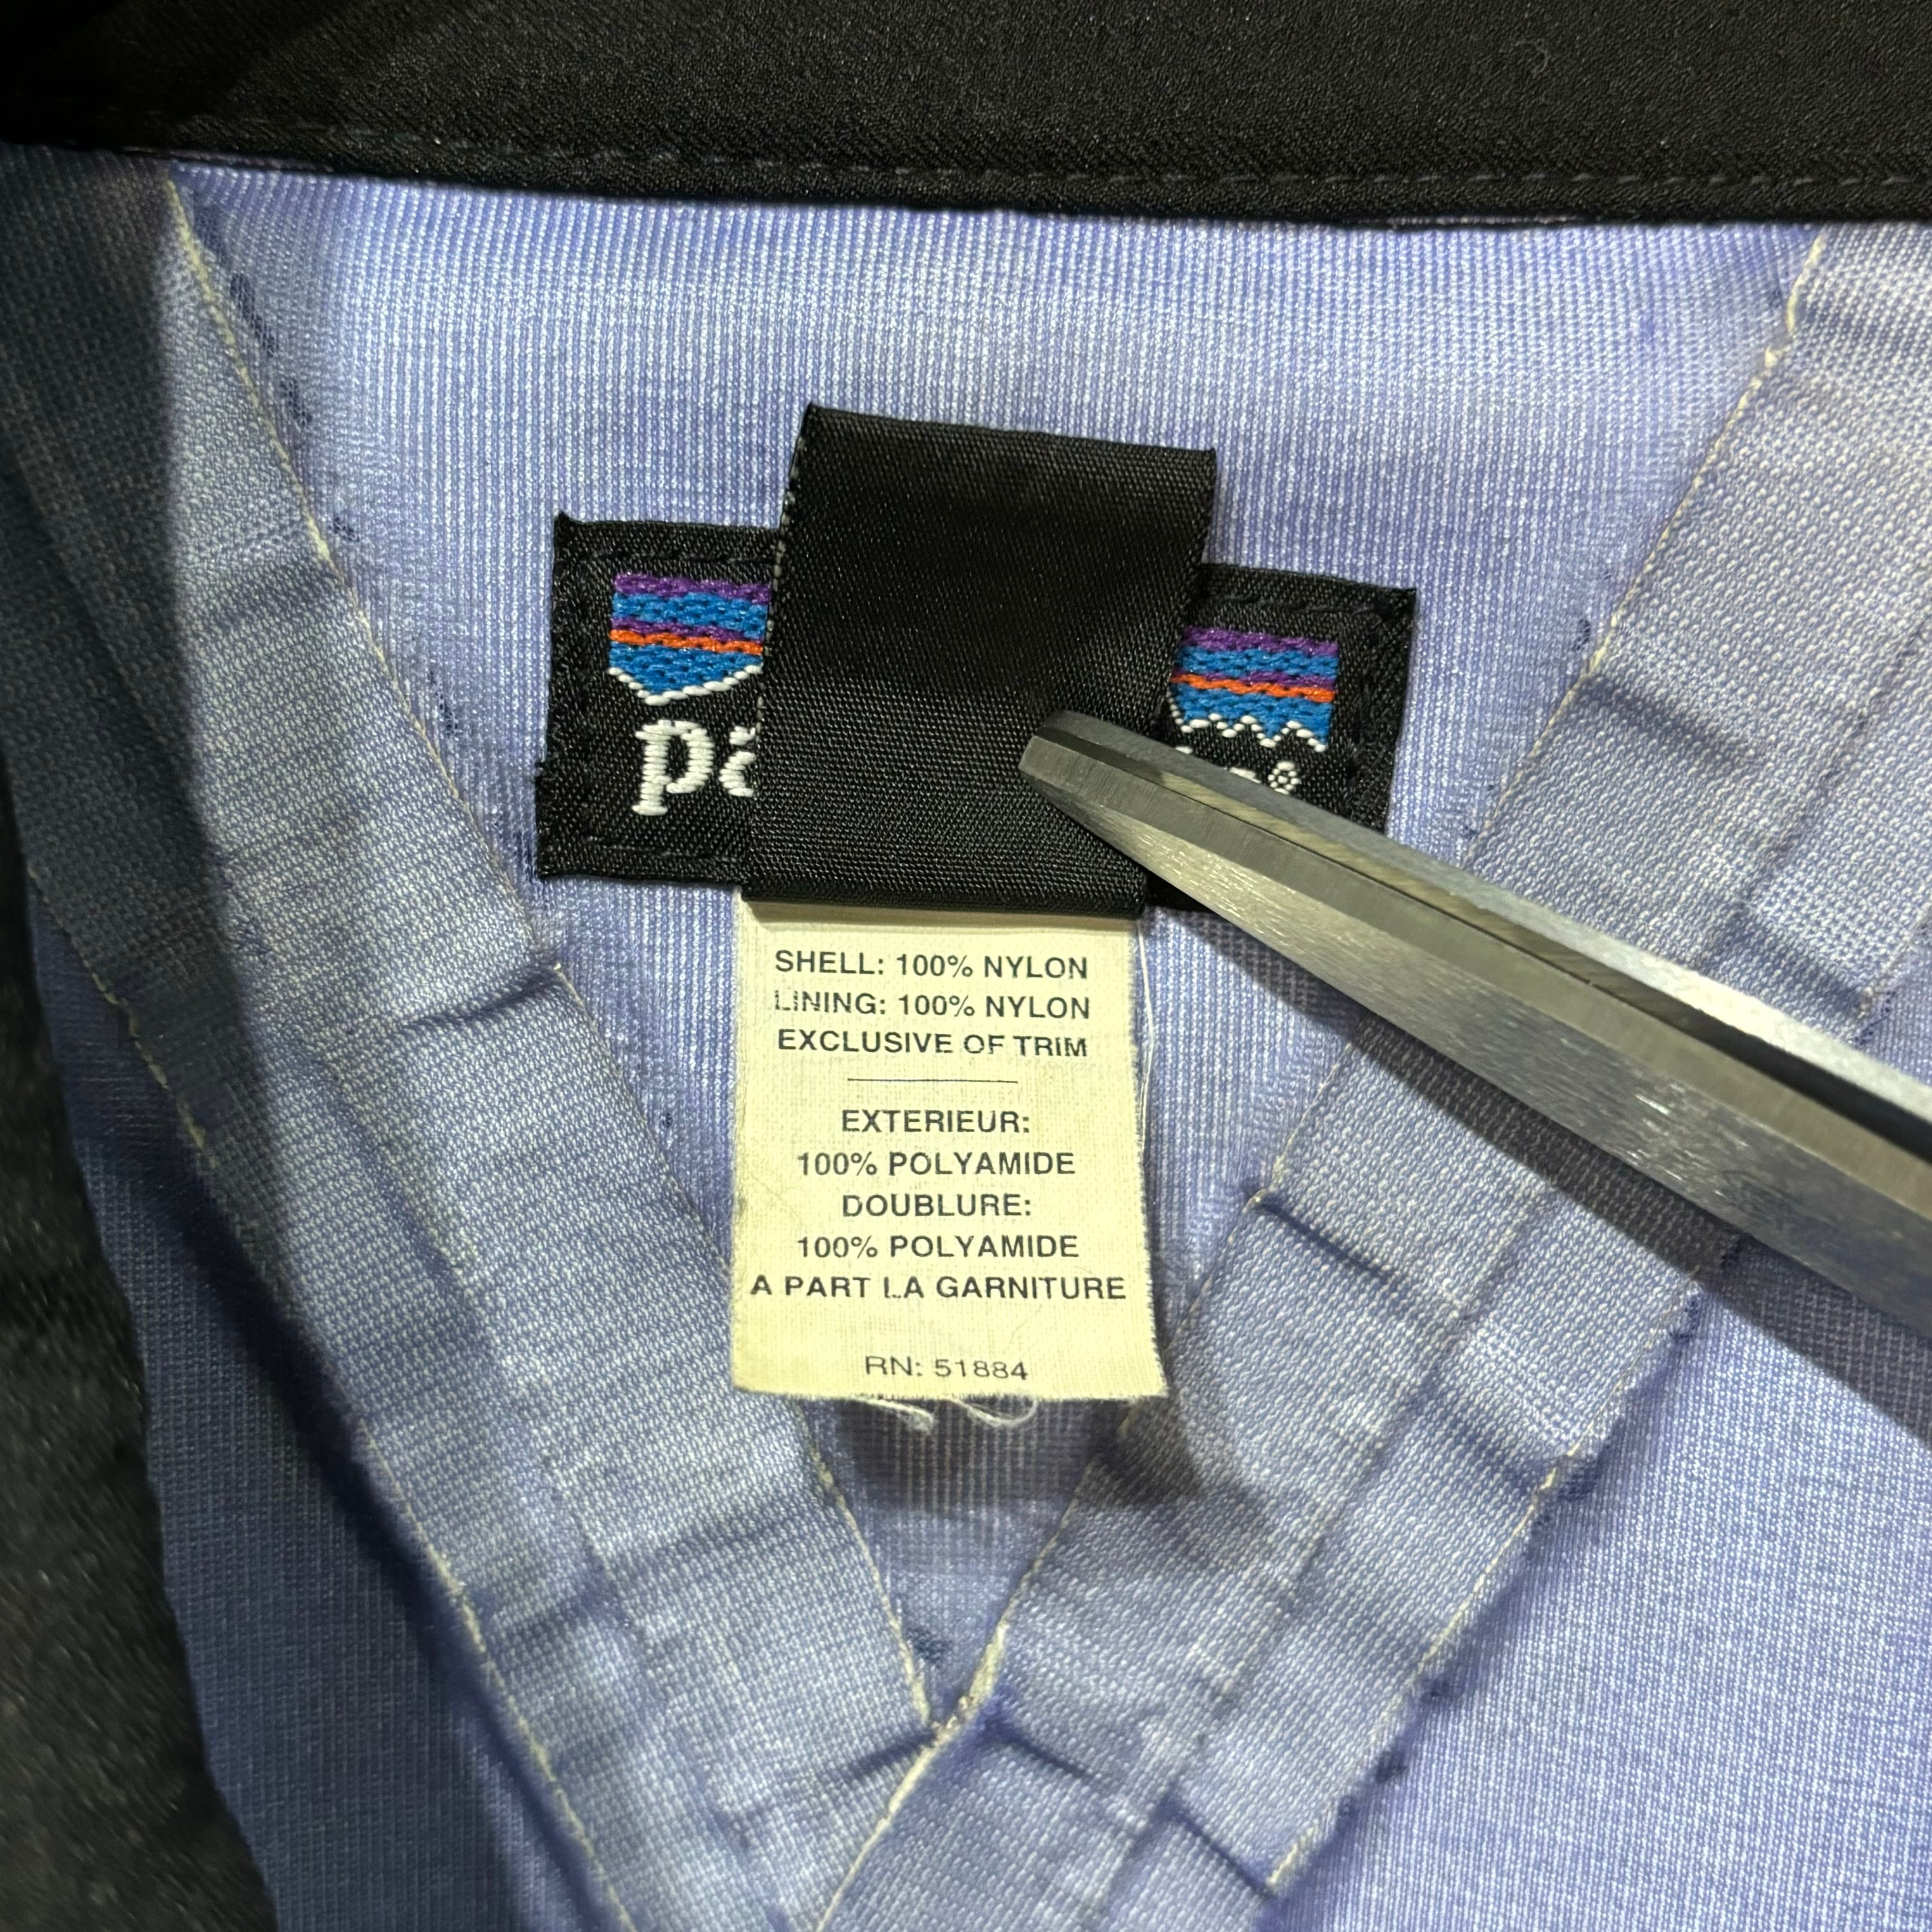 pa
SHELL: 100% NYLON
LINING: 100% NYLON
EXCLUSIVE OF TRIM
EXTERIEUR:
100% POLYAMIDE
DOUBLURE:
100% POLYAMIDE
A PART LA GARNITURE
RN: 51884